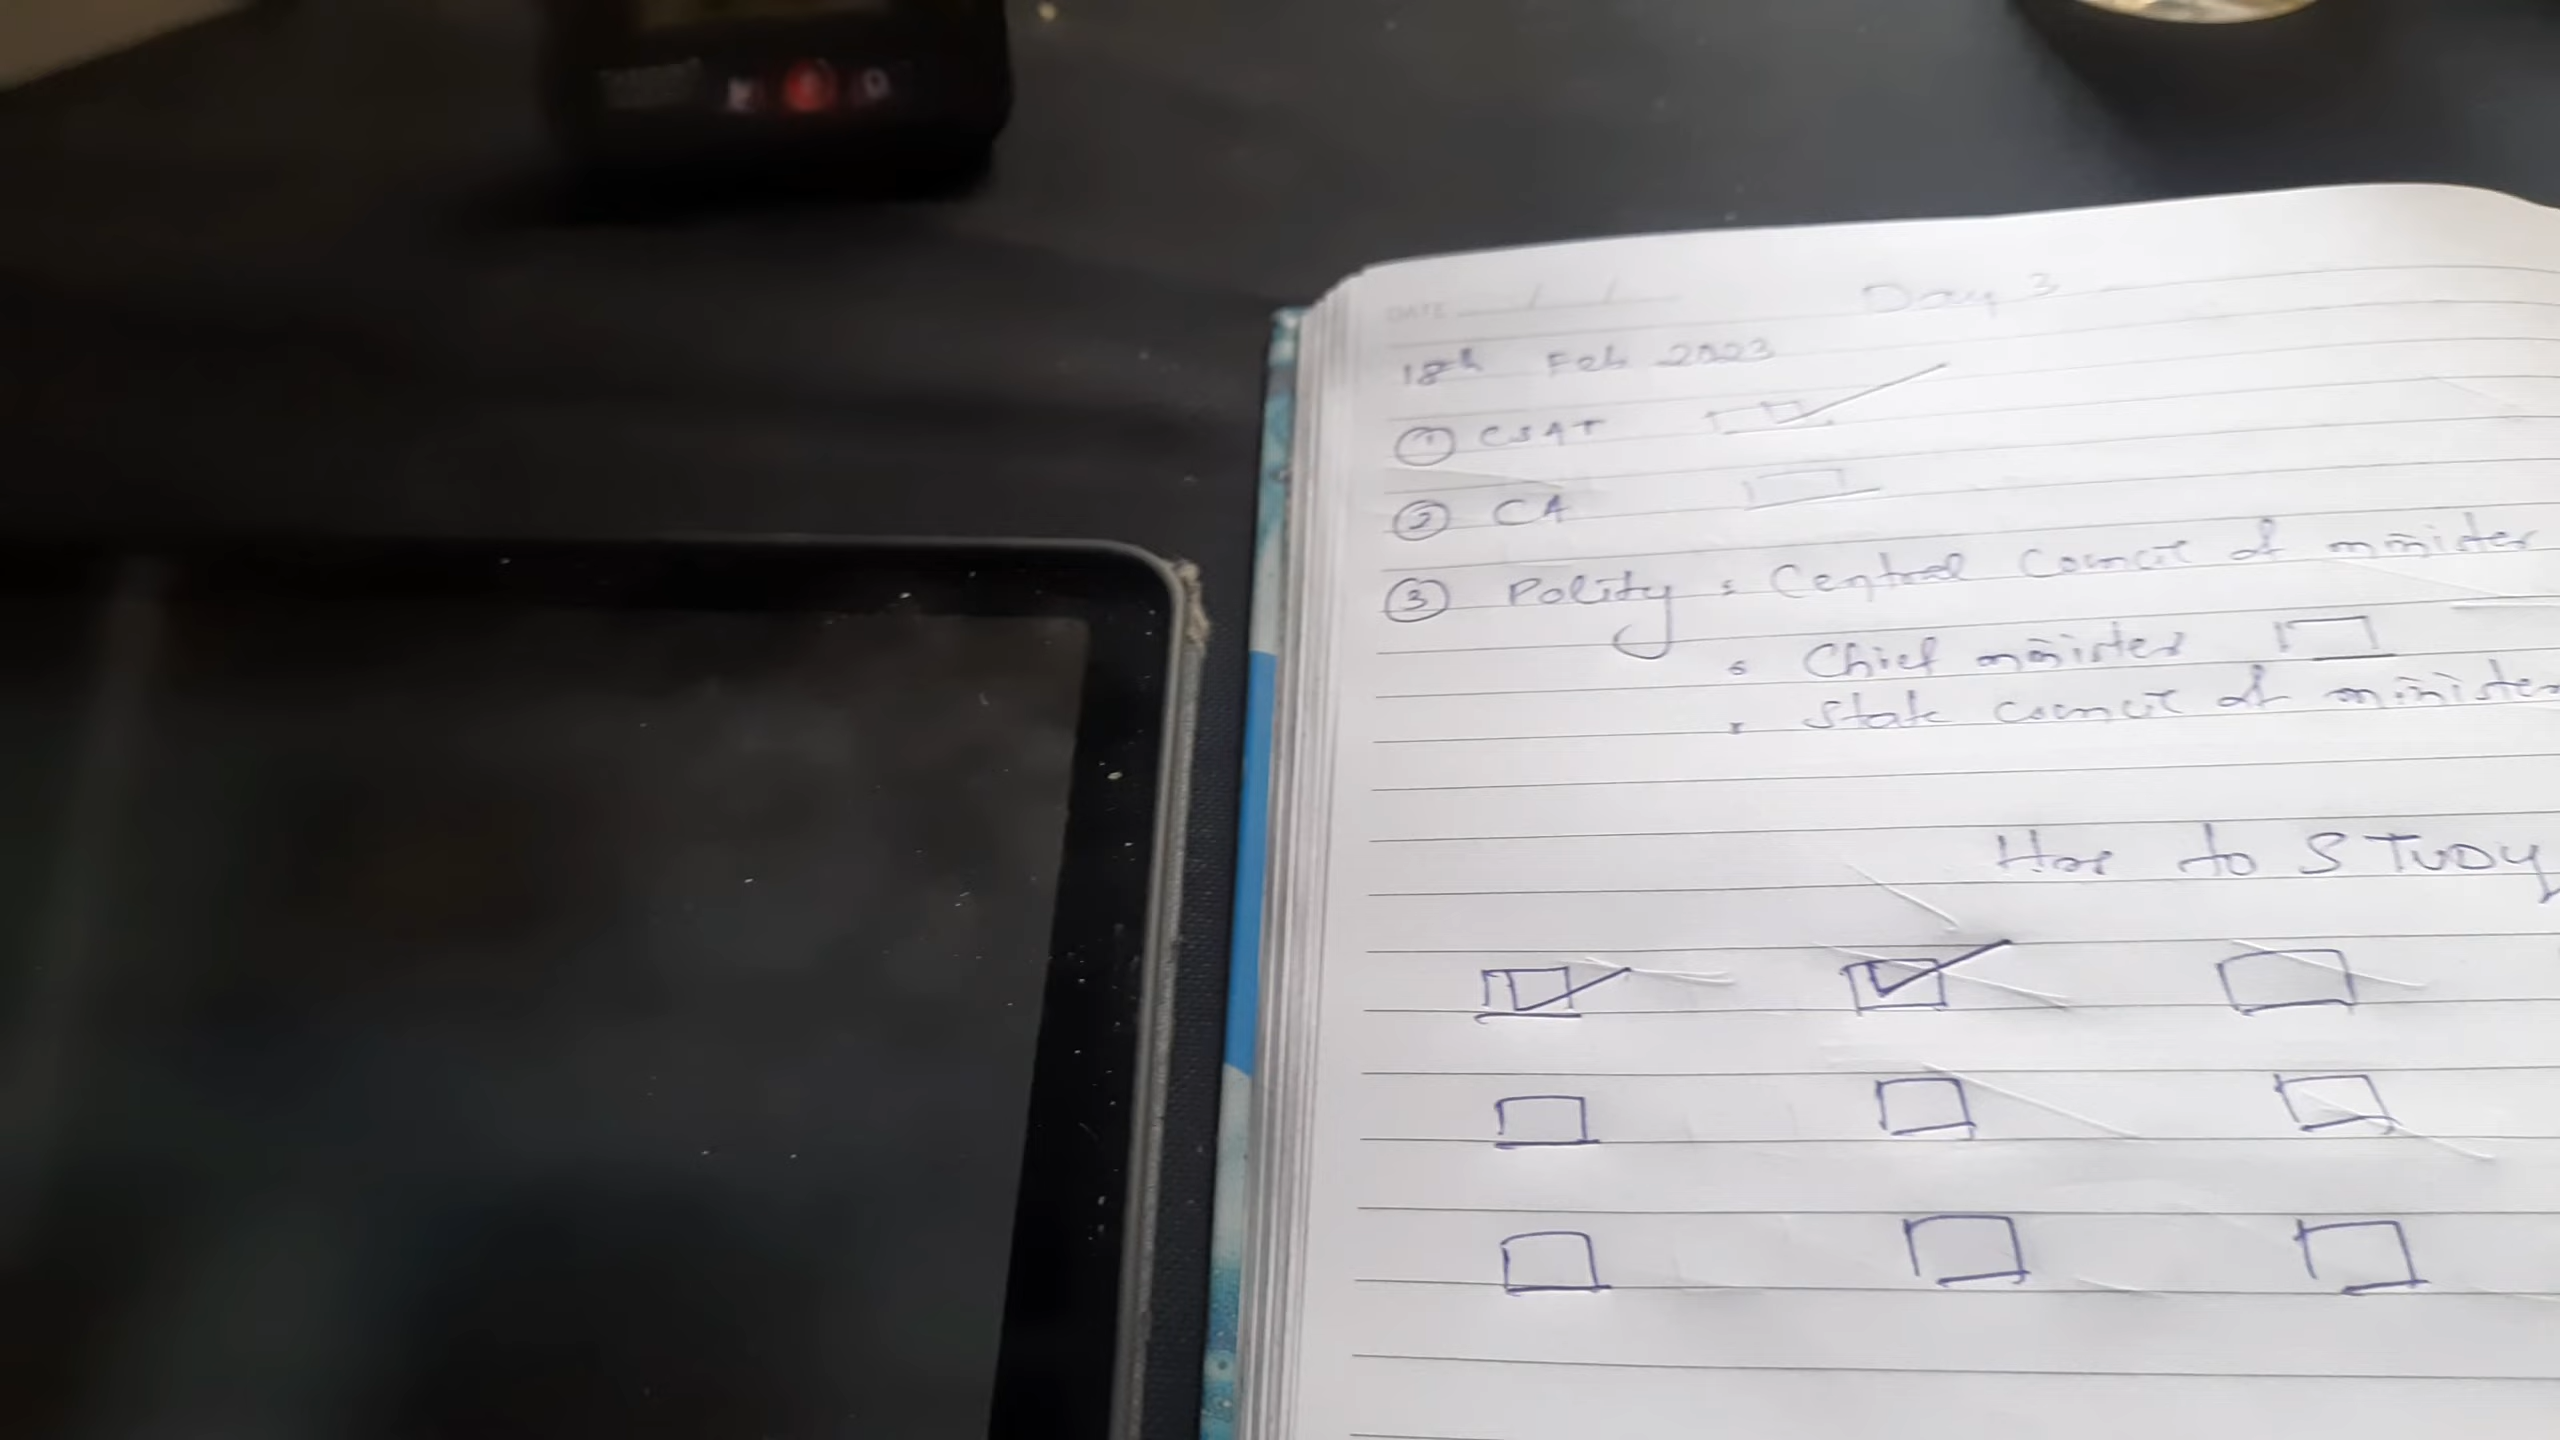 Day 3
DATE
18th Feb 2023
① CSAT
② CA
③ Polity : Central Council of minister
• Chief minister
• State council of minister
Hor to STUDY